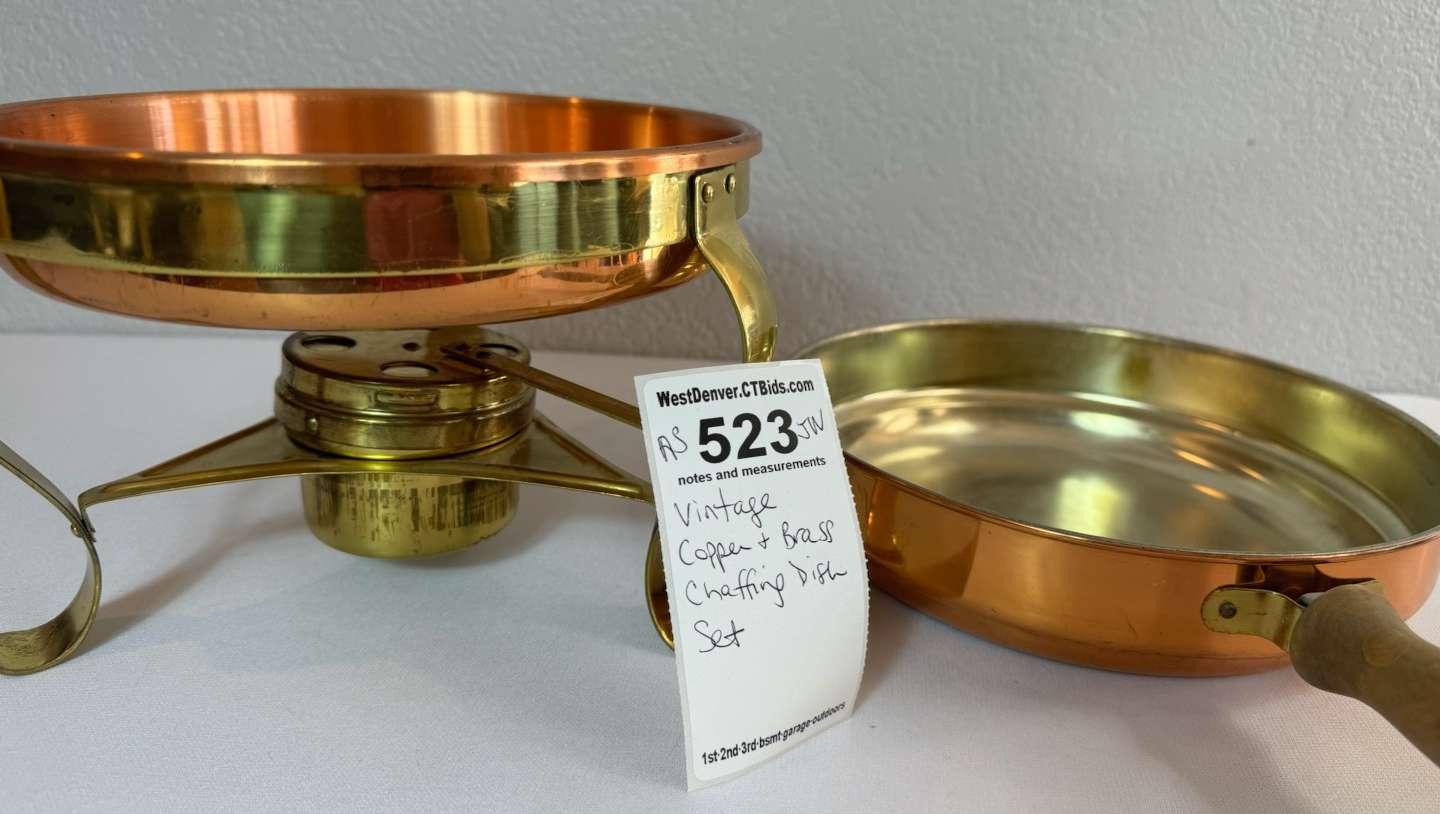 WestDenver.CTBids.com
AS 523 JW
notes and measurements
Vintage
Copper + Brass
Chaffing Dish
Set
1st·2nd·3rd·bsmt·garage·outdoors